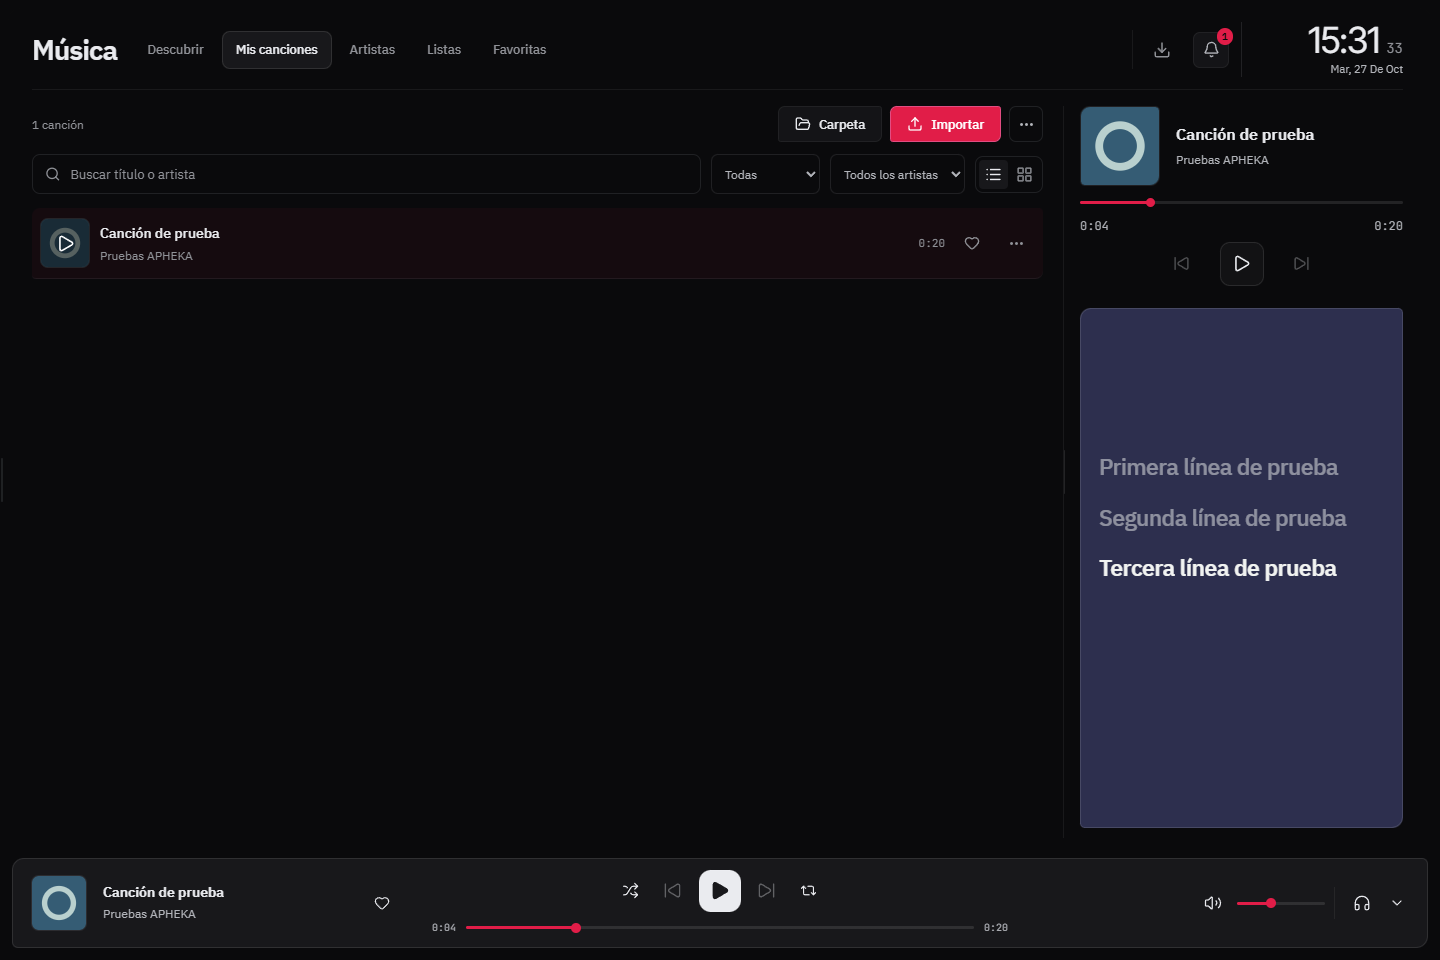 Música
Descubrir
Mis canciones
Artistas
Listas
Favoritas
1
15:31 33
Mar, 27 De Oct
1 canción
Carpeta
Importar
Buscar título o artista
Todas
Todos los artistas
Canción de prueba
Pruebas APHEKA
0:20
Canción de prueba
Pruebas APHEKA
0:04
0:20
Primera línea de prueba
Segunda línea de prueba
Tercera línea de prueba
Canción de prueba
Pruebas APHEKA
0:04
0:20